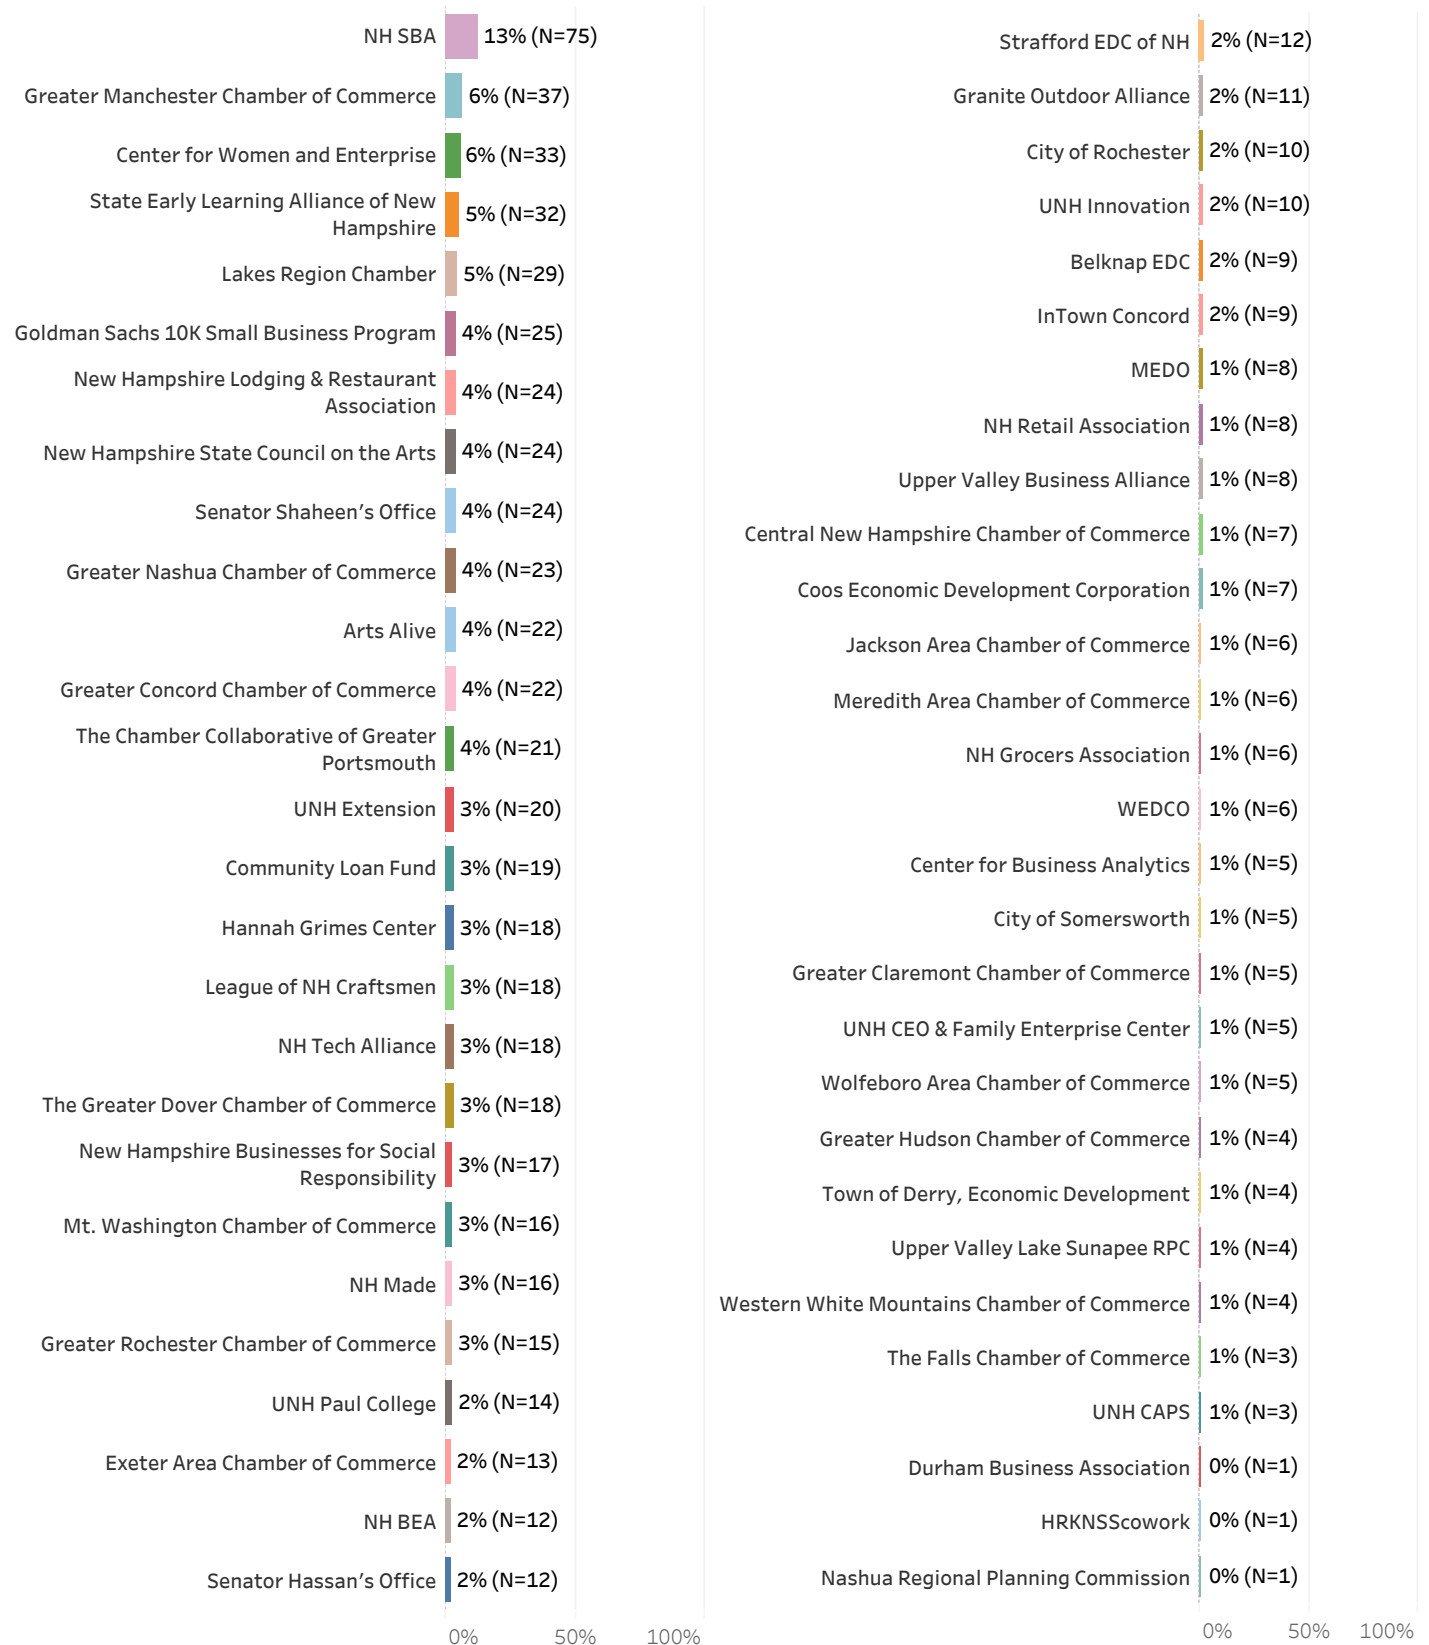 NH SBA 13% (N=75)
Greater Manchester Chamber of Commerce 6% (N=37)
Center for Women and Enterprise 6% (N=33)
State Early Learning Alliance of New
Hampshire 5% (N=32)
Lakes Region Chamber 5% (N=29)
Goldman Sachs 10K Small Business Program 4% (N=25)
New Hampshire Lodging & Restaurant
Association 4% (N=24)
New Hampshire State Council on the Arts 4% (N=24)
Senator Shaheen's Office 4% (N=24)
Greater Nashua Chamber of Commerce 4% (N=23)
Arts Alive 4% (N=22)
Greater Concord Chamber of Commerce 4% (N=22)
The Chamber Collaborative of Greater
Portsmouth 4% (N=21)
UNH Extension 3% (N=20)
Community Loan Fund 3% (N=19)
Hannah Grimes Center 3% (N=18)
League of NH Craftsmen 3% (N=18)
NH Tech Alliance 3% (N=18)
The Greater Dover Chamber of Commerce 3% (N=18)
New Hampshire Businesses for Social
Responsibility 3% (N=17)
Mt. Washington Chamber of Commerce 3% (N=16)
NH Made 3% (N=16)
Greater Rochester Chamber of Commerce 3% (N=15)
UNH Paul College 2% (N=14)
Exeter Area Chamber of Commerce 2% (N=13)
NH BEA 2% (N=12)
Senator Hassan's Office 2% (N=12)
0% 50% 100%
Strafford EDC of NH 2% (N=12)
Granite Outdoor Alliance 2% (N=11)
City of Rochester 2% (N=10)
UNH Innovation 2% (N=10)
Belknap EDC 2% (N=9)
InTown Concord 2% (N=9)
MEDO 1% (N=8)
NH Retail Association 1% (N=8)
Upper Valley Business Alliance 1% (N=8)
Central New Hampshire Chamber of Commerce 1% (N=7)
Coos Economic Development Corporation 1% (N=7)
Jackson Area Chamber of Commerce 1% (N=6)
Meredith Area Chamber of Commerce 1% (N=6)
NH Grocers Association 1% (N=6)
WEDCO 1% (N=6)
Center for Business Analytics 1% (N=5)
City of Somersworth 1% (N=5)
Greater Claremont Chamber of Commerce 1% (N=5)
UNH CEO & Family Enterprise Center 1% (N=5)
Wolfeboro Area Chamber of Commerce 1% (N=5)
Greater Hudson Chamber of Commerce 1% (N=4)
Town of Derry, Economic Development 1% (N=4)
Upper Valley Lake Sunapee RPC 1% (N=4)
Western White Mountains Chamber of Commerce 1% (N=4)
The Falls Chamber of Commerce 1% (N=3)
UNH CAPS 1% (N=3)
Durham Business Association 0% (N=1)
HRKNSScowork 0% (N=1)
Nashua Regional Planning Commission 0% (N=1)
0% 50% 100%